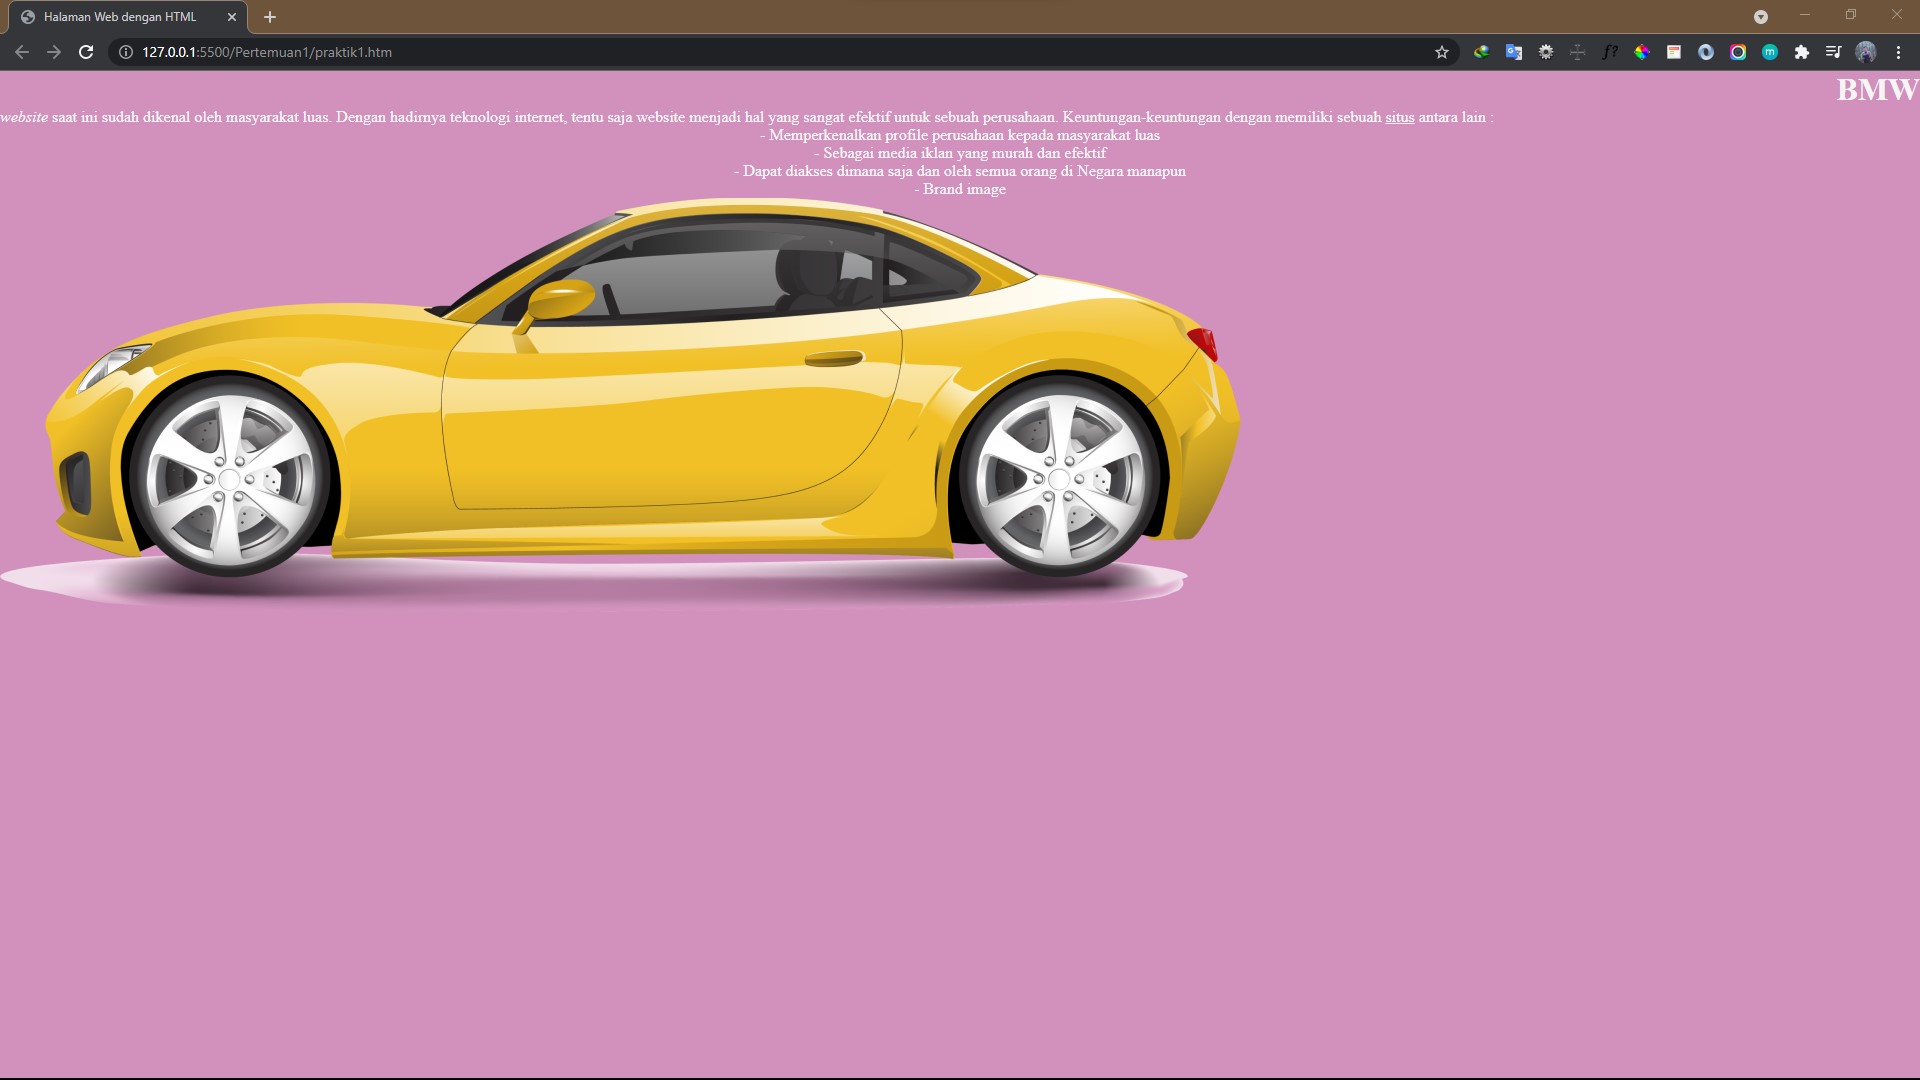 Halaman Web dengan HTML
127.0.0.1:5500/Pertemuan1/praktik1.htm
BMW
website saat ini sudah dikenal oleh masyarakat luas. Dengan hadirnya teknologi internet, tentu saja website menjadi hal yang sangat efektif untuk sebuah perusahaan. Keuntungan-keuntungan dengan memiliki sebuah situs antara lain :
- Memperkenalkan profile perusahaan kepada masyarakat luas
- Sebagai media iklan yang murah dan efektif
- Dapat diakses dimana saja dan oleh semua orang di Negara manapun
- Brand image